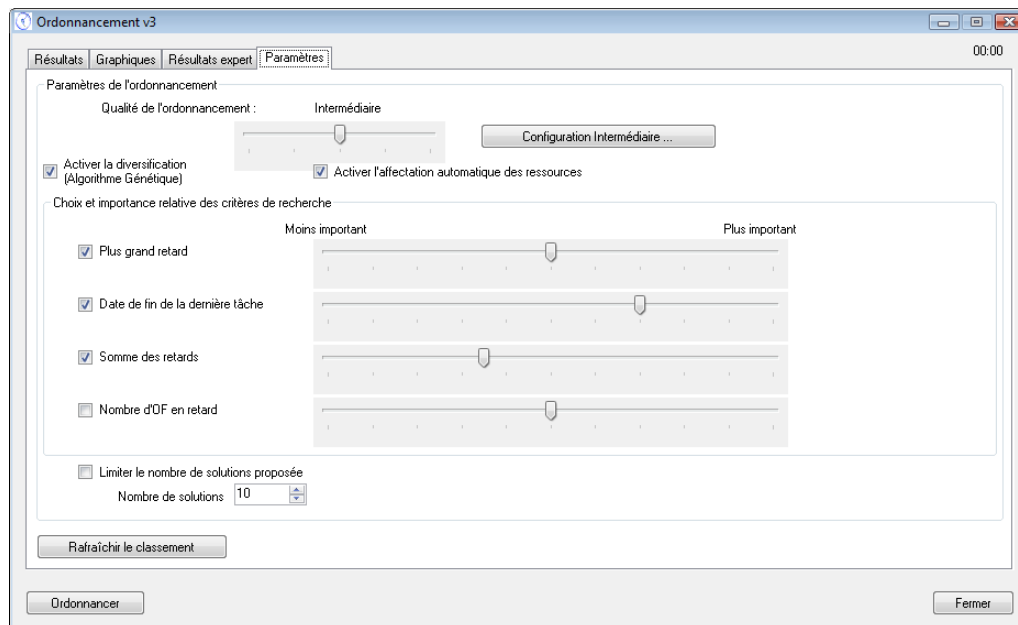 Ordonnancement v3
00:00
Résultats Graphiques Résultats expert Paramètres
Paramètres de l'ordonnancement
Qualité de l'ordonnancement : Intermédiaire
Configuration Intermédiaire ...
Activer la diversification
(Algorithme Génétique)
Activer l'affectation automatique des ressources
Choix et importance relative des critères de recherche
Moins important Plus important
Plus grand retard
Date de fin de la dernière tâche
Somme des retards
Nombre d'OF en retard
Limiter le nombre de solutions proposée
Nombre de solutions 10
Rafraîchir le classement
Ordonnancer Fermer